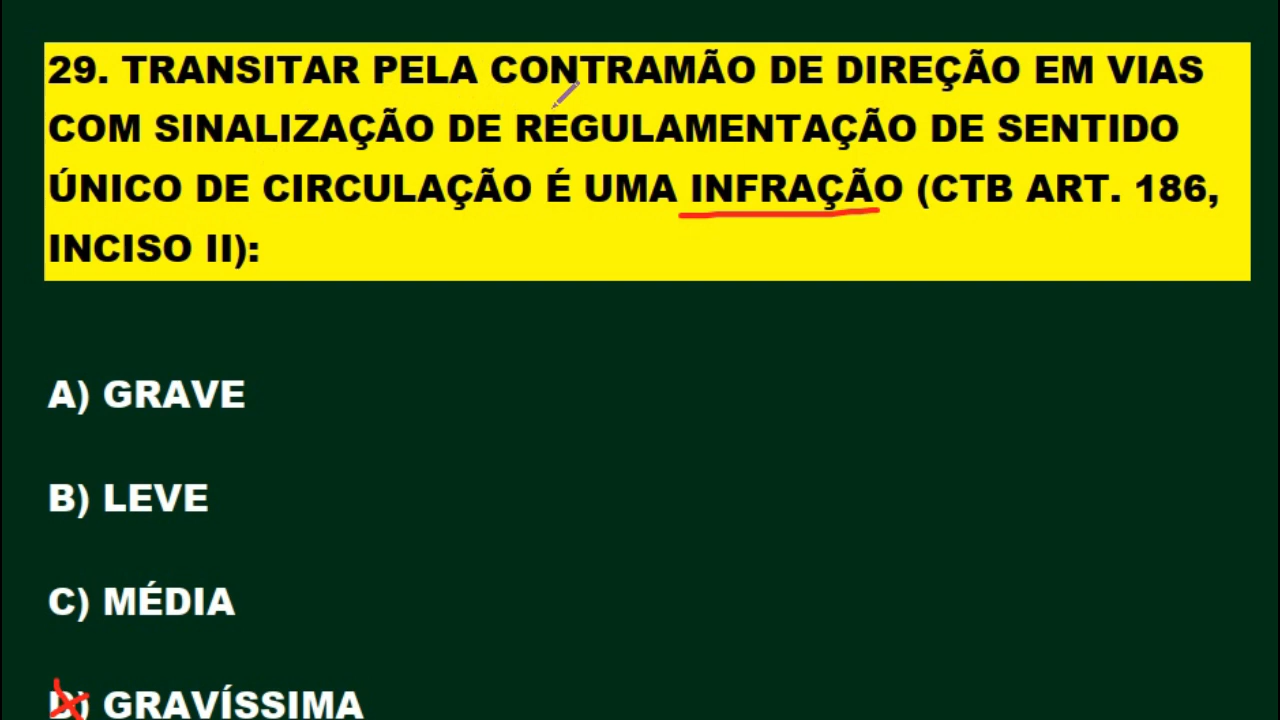 29. TRANSITAR PELA CONTRAMÃO DE DIREÇÃO EM VIAS
COM SINALIZAÇÃO DE REGULAMENTAÇÃO DE SENTIDO
ÚNICO DE CIRCULAÇÃO É UMA INFRAÇÃO (CTB ART. 186,
INCISO II):
A) GRAVE
B) LEVE
C) MÉDIA
D) GRAVÍSSIMA